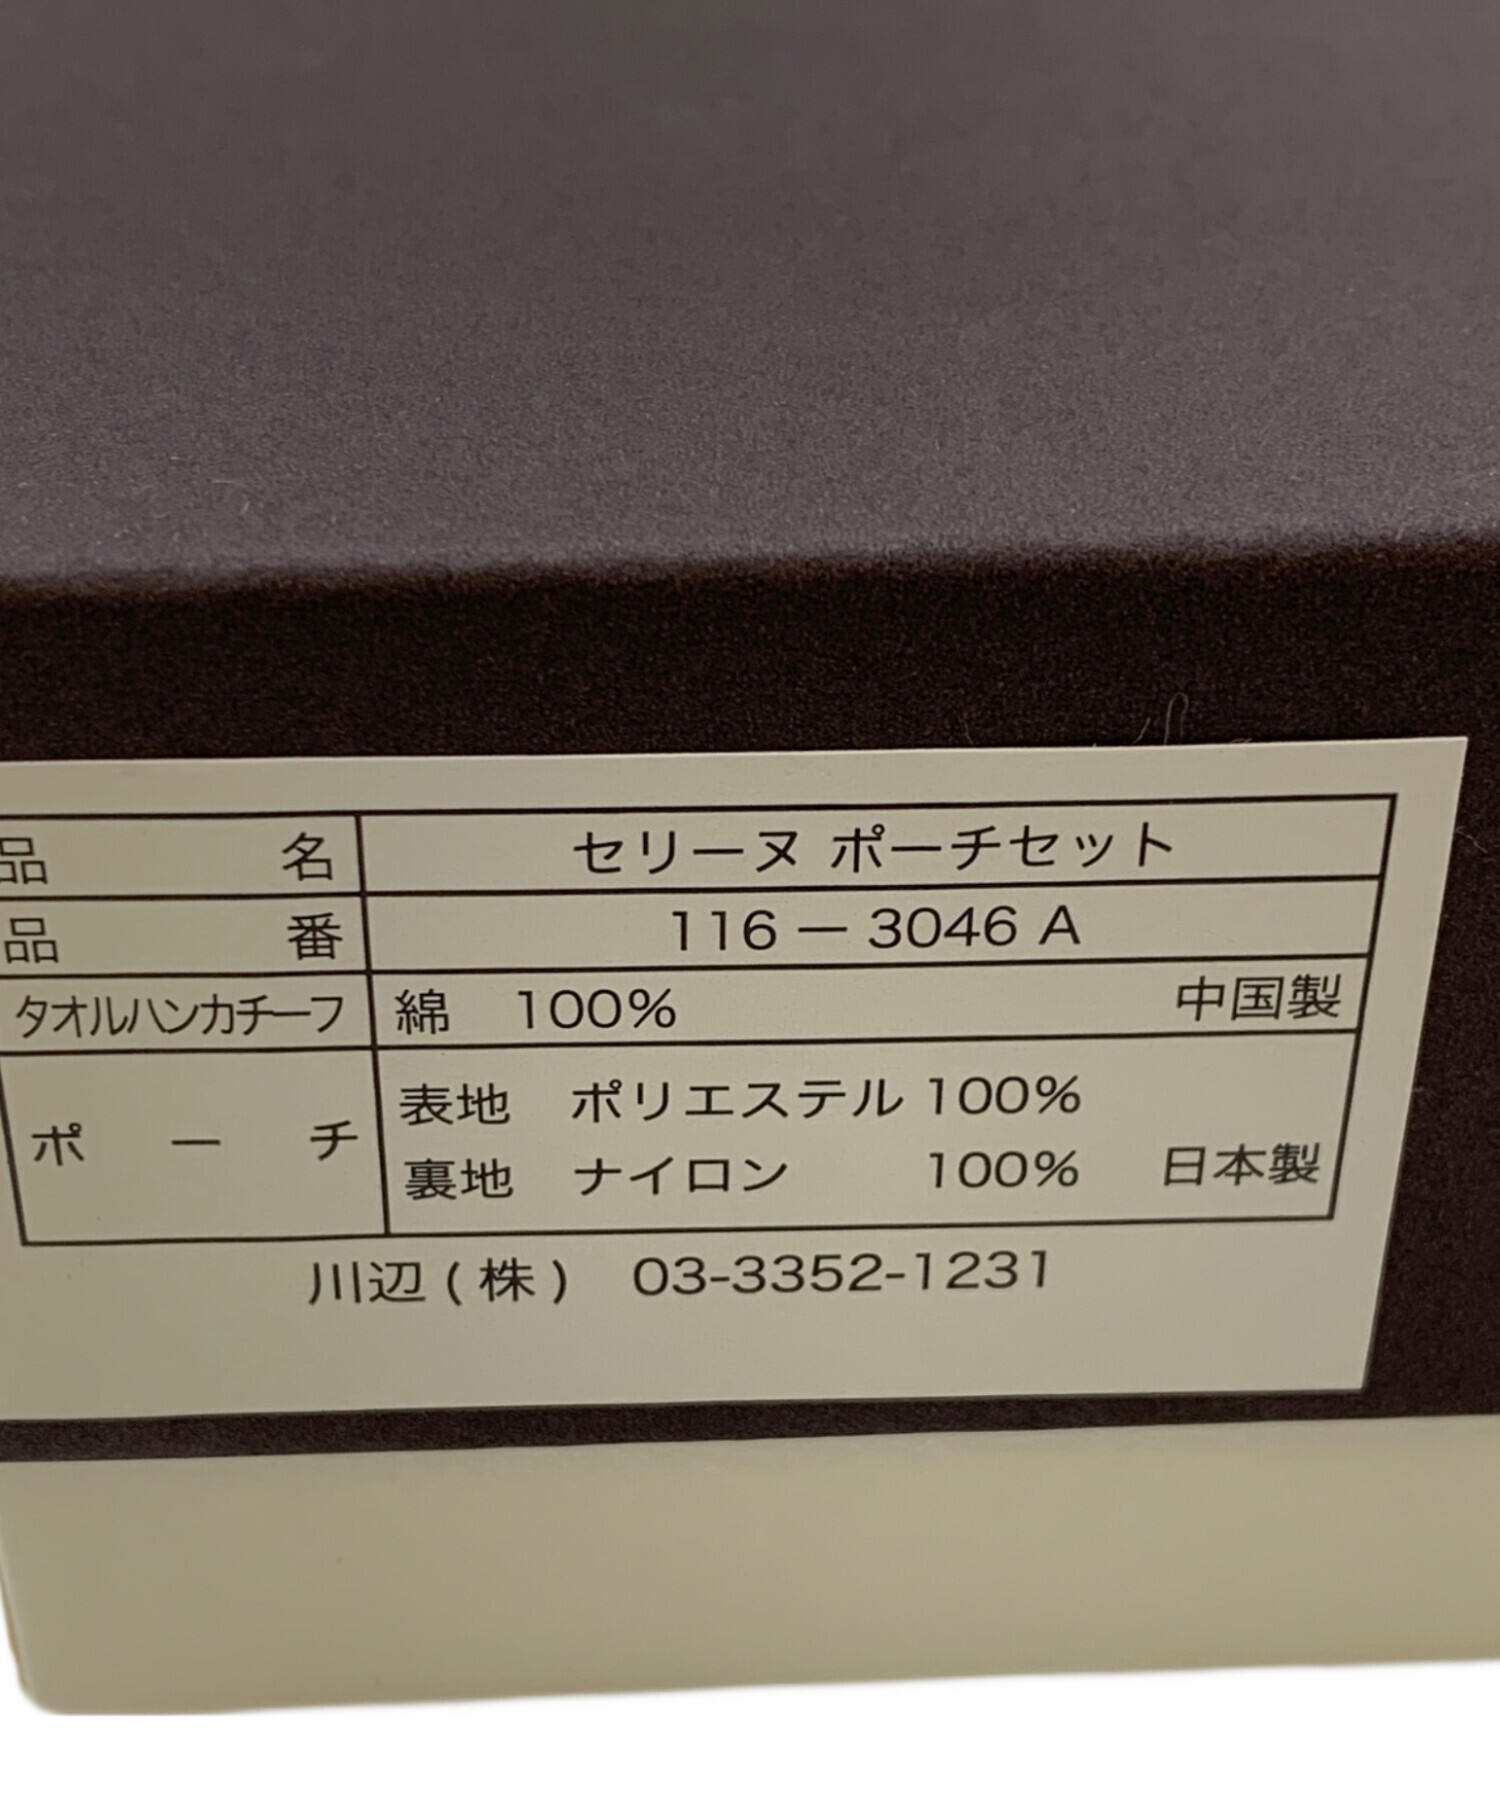 品名 セリーヌ ポーチセット
品番 116－3046 A
タオルハンカチーフ 綿 100% 中国製
ポーチ 表地 ポリエステル 100%
裏地 ナイロン 100% 日本製
川辺(株) 03-3352-1231